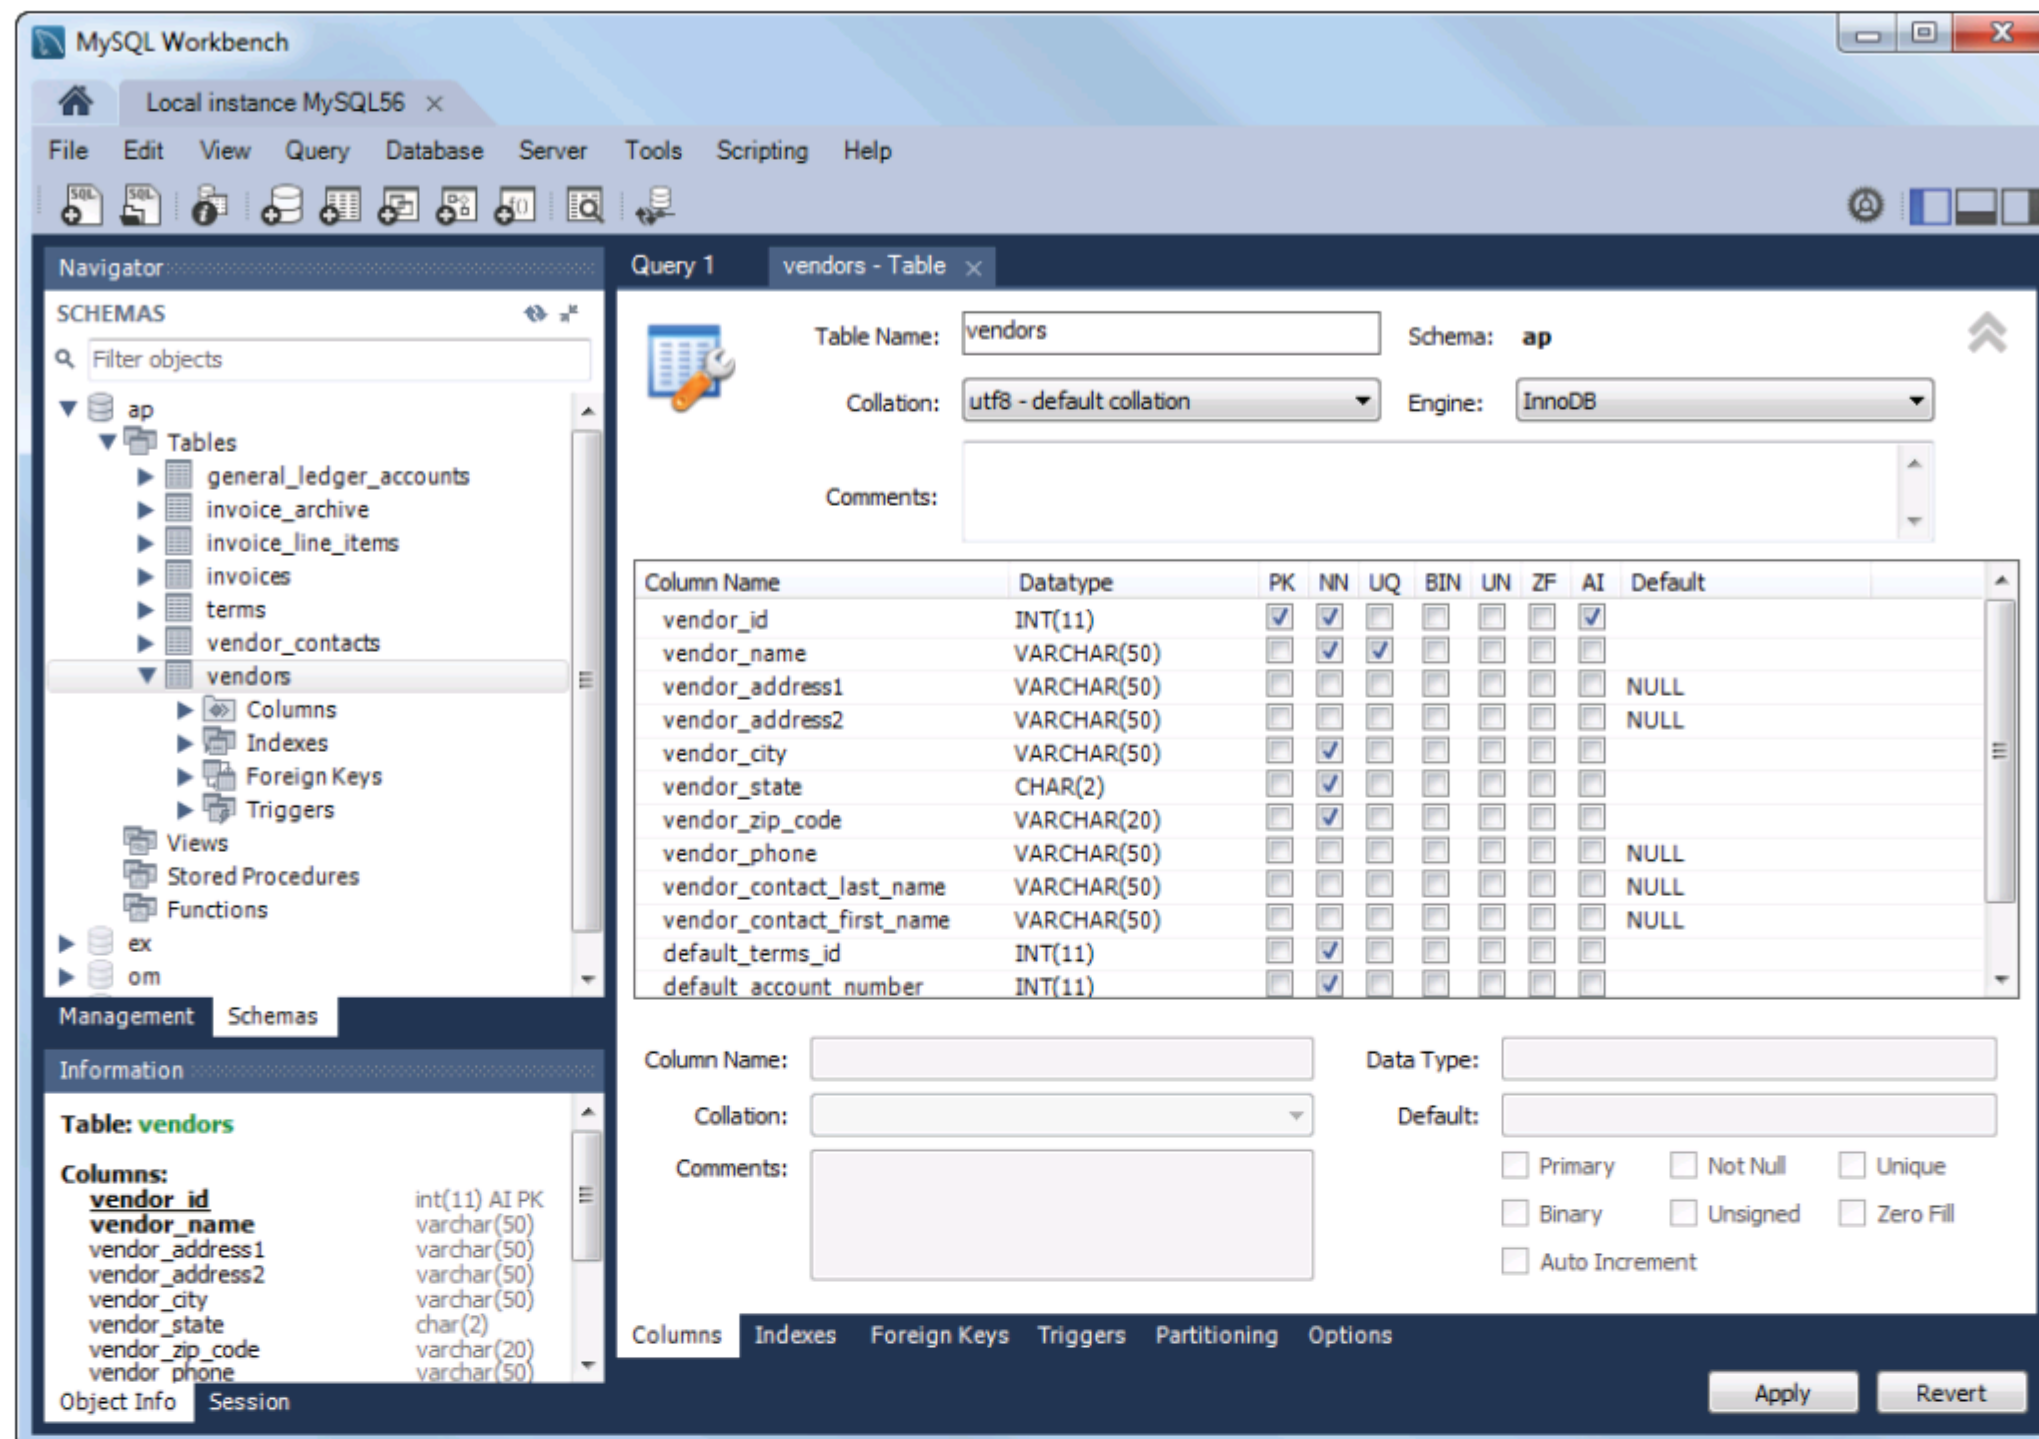 MySQL Workbench
Local instance MySQL56
File Edit View Query Database Server Tools Scripting Help
Navigator
SCHEMAS
Filter objects
ap
Tables
general_ledger_accounts
invoice_archive
invoice_line_items
invoices
terms
vendor_contacts
vendors
Columns
Indexes
Foreign Keys
Triggers
Views
Stored Procedures
Functions
ex
om
Management Schemas
Information
Table: vendors
Columns:
vendor_id int(11) AI PK
vendor_name varchar(50)
vendor_address1 varchar(50)
vendor_address2 varchar(50)
vendor_city varchar(50)
vendor_state char(2)
vendor_zip_code varchar(20)
vendor_phone varchar(50)
Object Info Session
Query 1 vendors - Table
Table Name: vendors Schema: ap
Collation: utf8 - default collation Engine: InnoDB
Comments:
Column Name Datatype PK NN UQ BIN UN ZF AI Default
vendor_id INT(11)
vendor_name VARCHAR(50)
vendor_address1 VARCHAR(50) NULL
vendor_address2 VARCHAR(50) NULL
vendor_city VARCHAR(50)
vendor_state CHAR(2)
vendor_zip_code VARCHAR(20)
vendor_phone VARCHAR(50) NULL
vendor_contact_last_name VARCHAR(50) NULL
vendor_contact_first_name VARCHAR(50) NULL
default_terms_id INT(11)
default_account_number INT(11)
Column Name: Data Type:
Collation: Default:
Comments: Primary Not Null Unique
Binary Unsigned Zero Fill
Auto Increment
Columns Indexes Foreign Keys Triggers Partitioning Options
Apply Revert